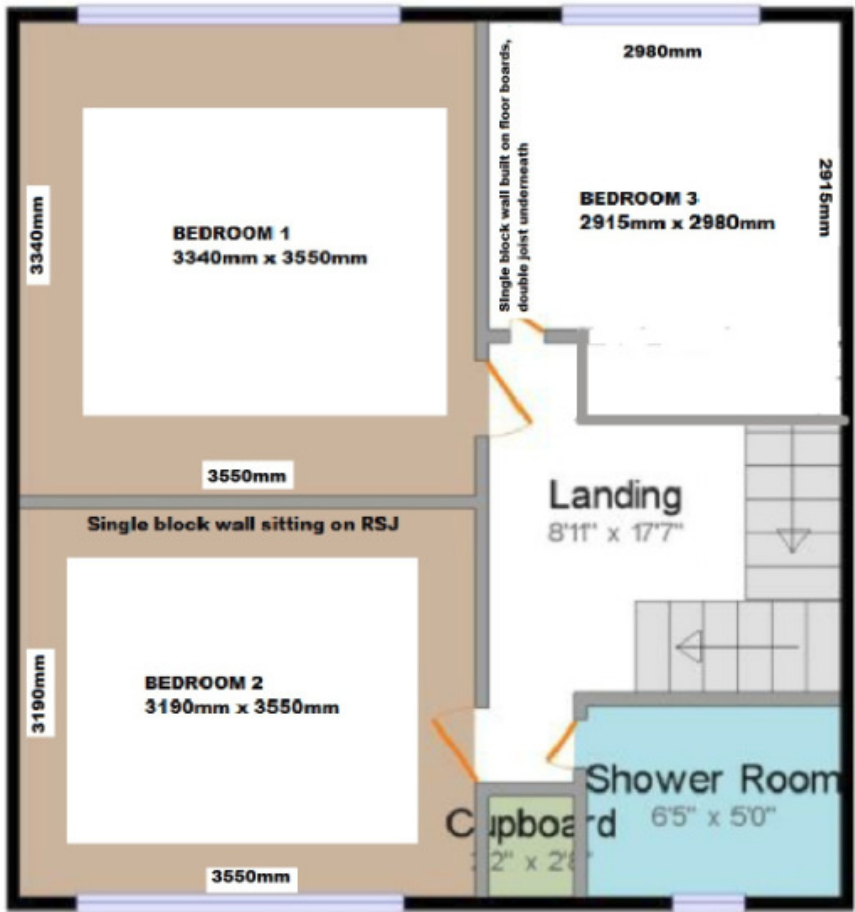 2980mm
Single block wall built on floor boards,
double joist underneath
2915mm
BEDROOM 3
2915mm x 2980mm
3340mm
BEDROOM 1
3340mm x 3550mm
3550mm
Single block wall sitting on RSJ
Landing
8'11" x 17'7"
3190mm
BEDROOM 2
3190mm x 3550mm
Shower Room
6'5" x 5'0"
Cupboard
x 2'8"
3550mm